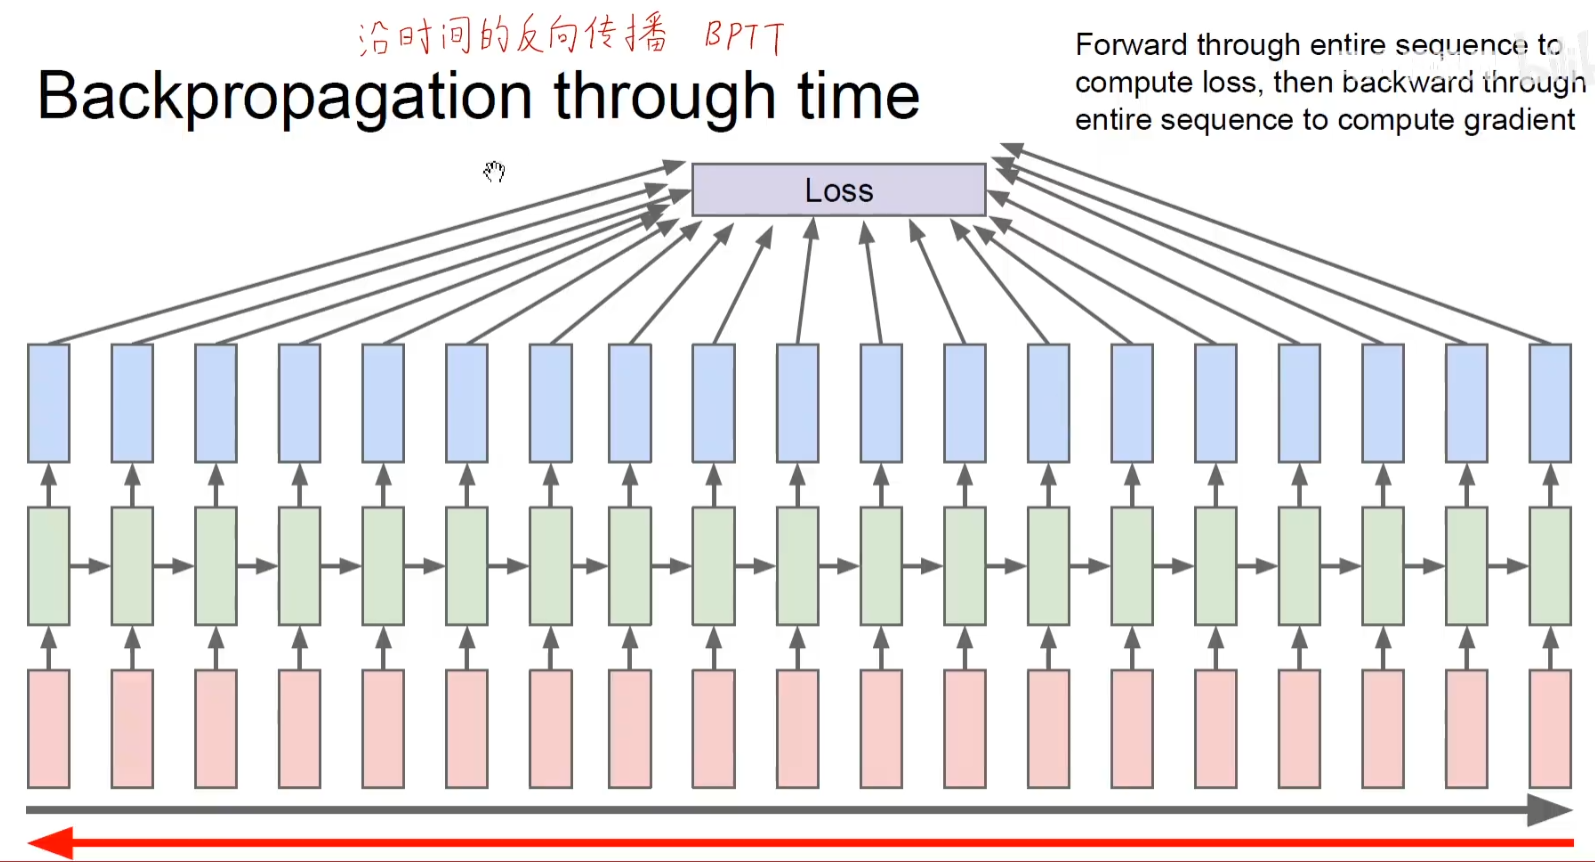 沿时间的反向传播 BPTT
Backpropagation through time
Forward through entire sequence to
compute loss, then backward through
entire sequence to compute gradient
Loss